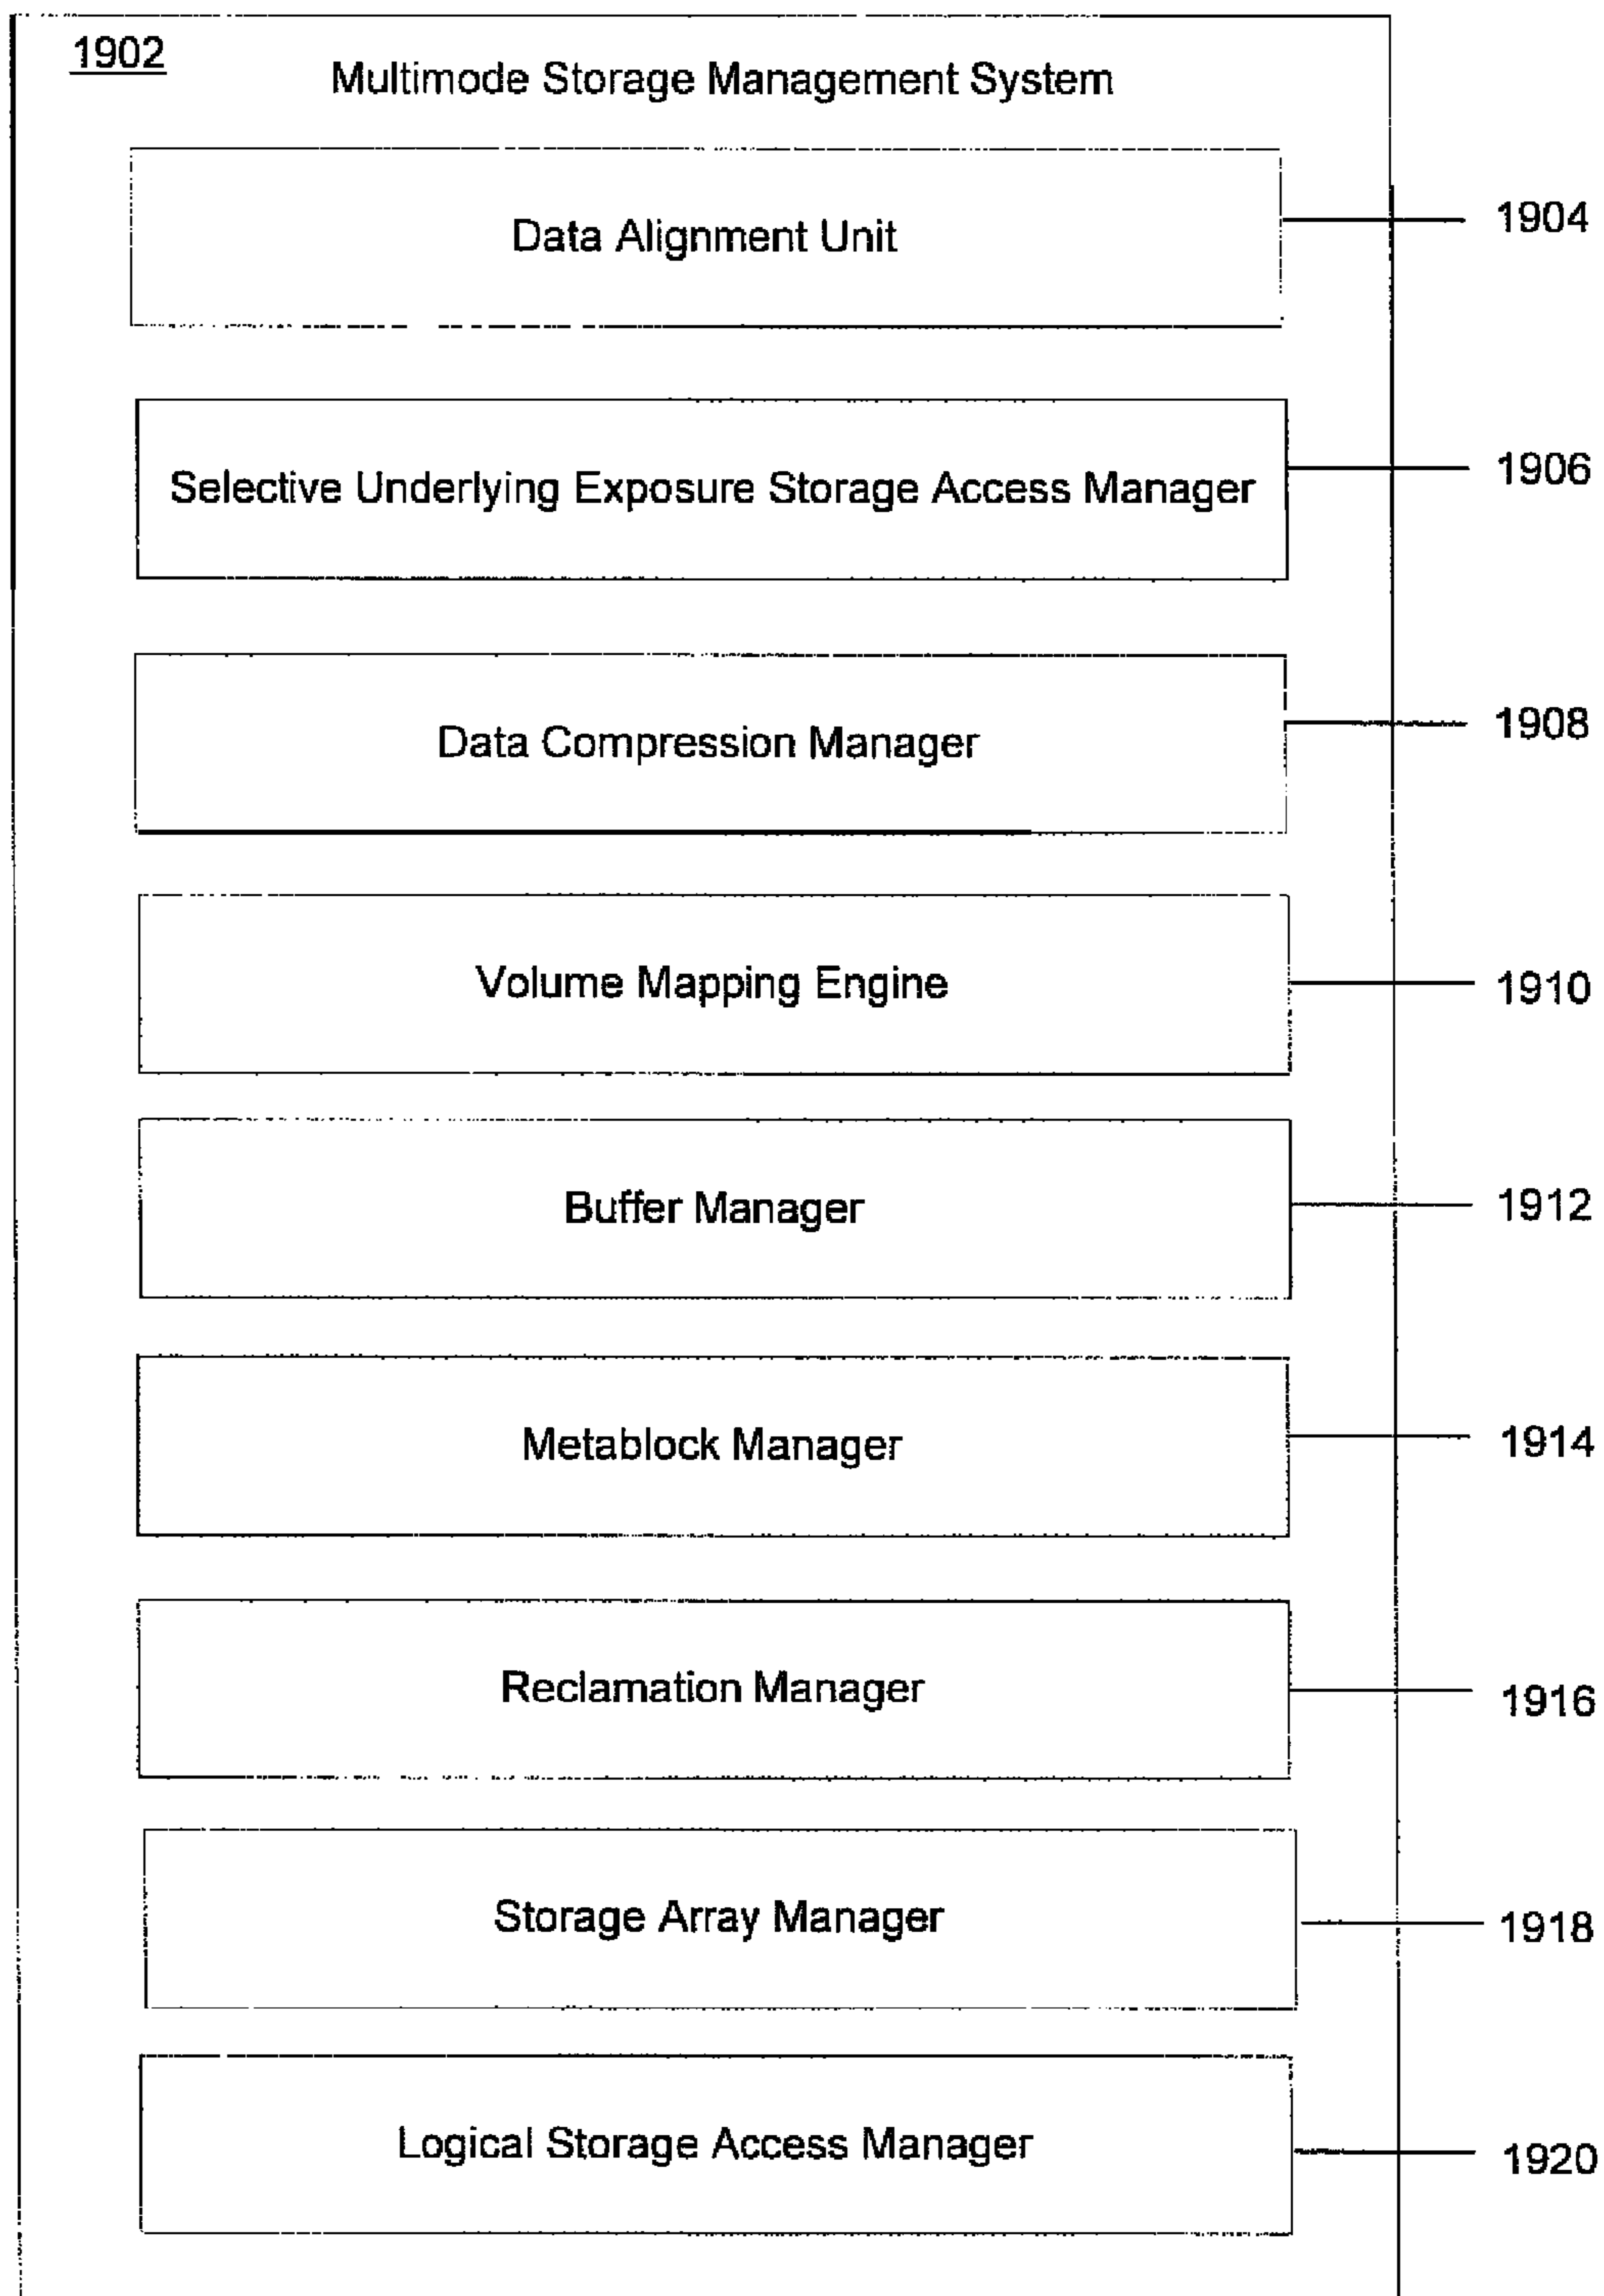 1902
Multimode Storage Management System
Data Alignment Unit
1904
Selective Underlying Exposure Storage Access Manager
1906
Data Compression Manager
1908
Volume Mapping Engine
1910
Buffer Manager
1912
Metablock Manager
1914
Reclamation Manager
1916
Storage Array Manager
1918
Logical Storage Access Manager
1920